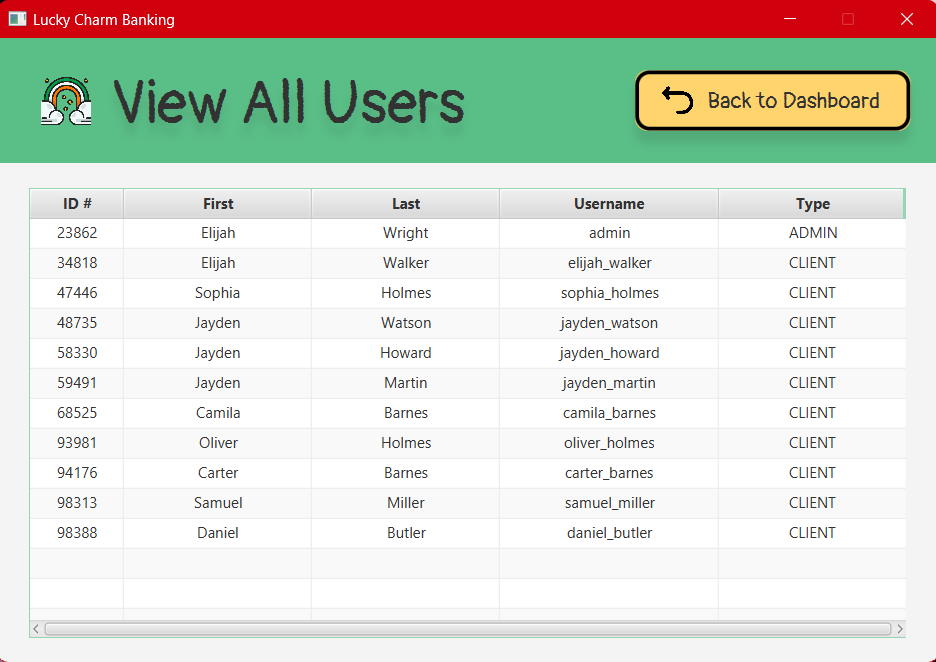 Lucky Charm Banking
View All Users
Back to Dashboard
ID # First Last Username Type
23862 Elijah Wright admin ADMIN
34818 Elijah Walker elijah_walker CLIENT
47446 Sophia Holmes sophia_holmes CLIENT
48735 Jayden Watson jayden_watson CLIENT
58330 Jayden Howard jayden_howard CLIENT
59491 Jayden Martin jayden_martin CLIENT
68525 Camila Barnes camila_barnes CLIENT
93981 Oliver Holmes oliver_holmes CLIENT
94176 Carter Barnes carter_barnes CLIENT
98313 Samuel Miller samuel_miller CLIENT
98388 Daniel Butler daniel_butler CLIENT